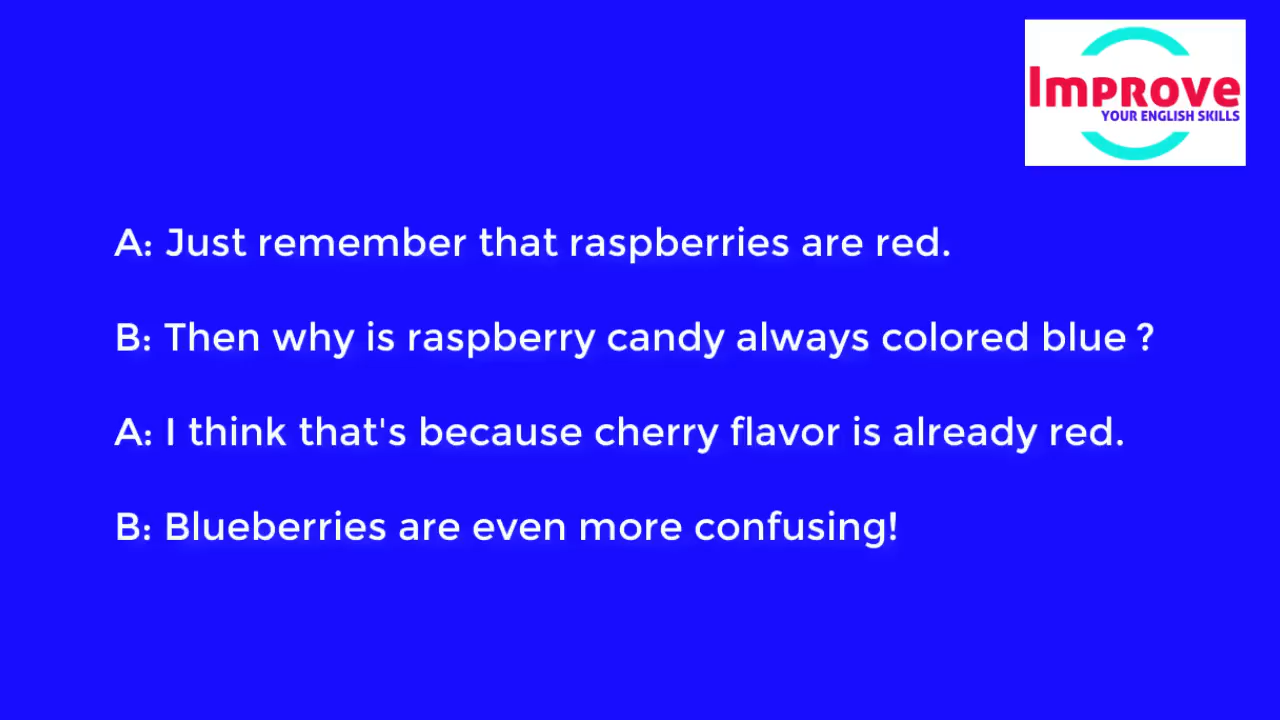 Improve
YOUR ENGLISH SKILLS
A: Just remember that raspberries are red.
B: Then why is raspberry candy always colored blue ?
A: I think that's because cherry flavor is already red.
B: Blueberries are even more confusing!